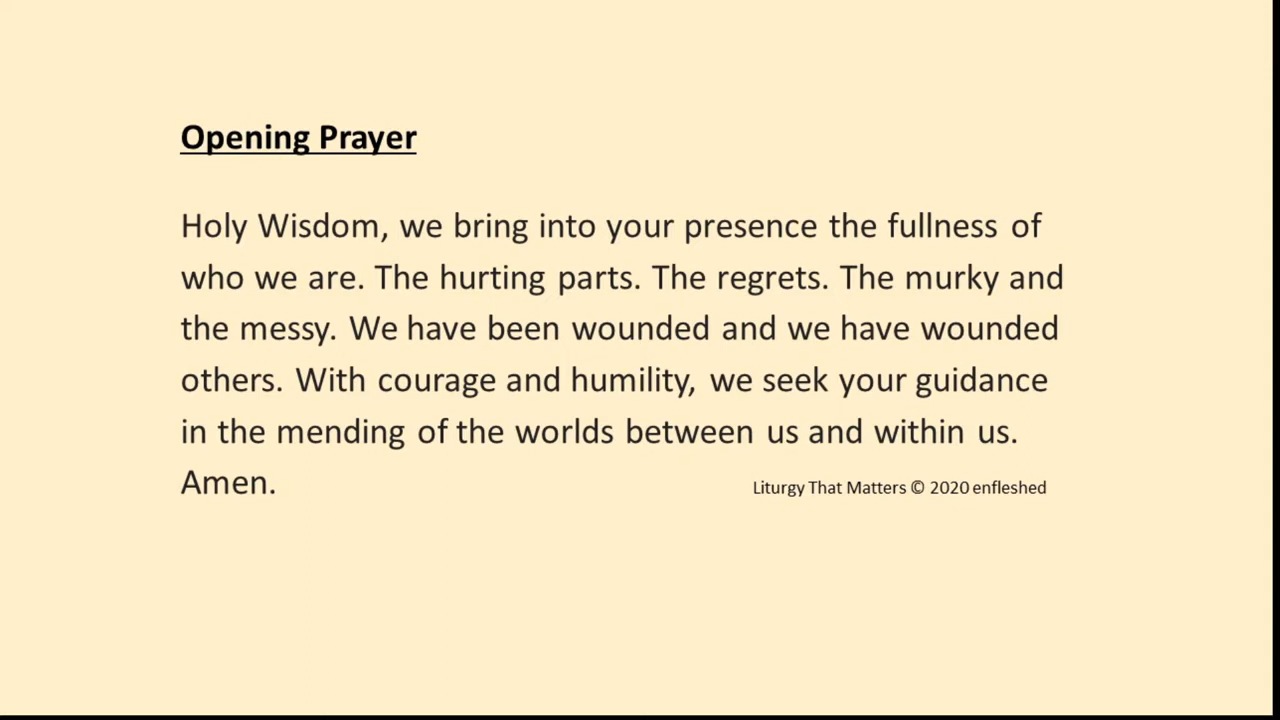 Opening Prayer
Holy Wisdom, we bring into your presence the fullness of
who we are. The hurting parts. The regrets. The murky and
the messy. We have been wounded and we have wounded
others. With courage and humility, we seek your guidance
in the mending of the worlds between us and within us.
Amen.
Liturgy That Matters © 2020 enfleshed